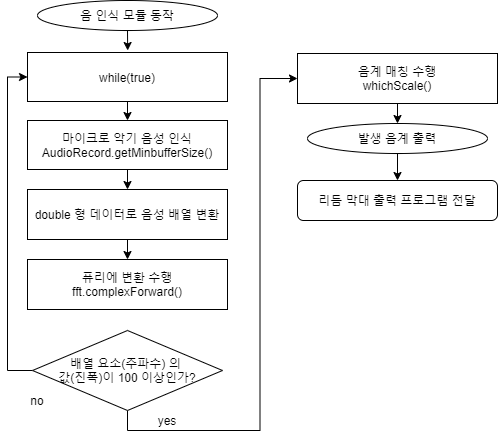 음 인식 모듈 동작
while(true)
마이크로 악기 음성 인식
AudioRecord.getMinbufferSize()
double 형 데이터로 음성 배열 변환
퓨리에 변환 수행
fft.complexForward()
배열 요소(주파수) 의
값(진폭)이 100 이상인가?
no
yes
음계 매칭 수행
whichScale()
발생 음계 출력
리듬 막대 출력 프로그램 전달